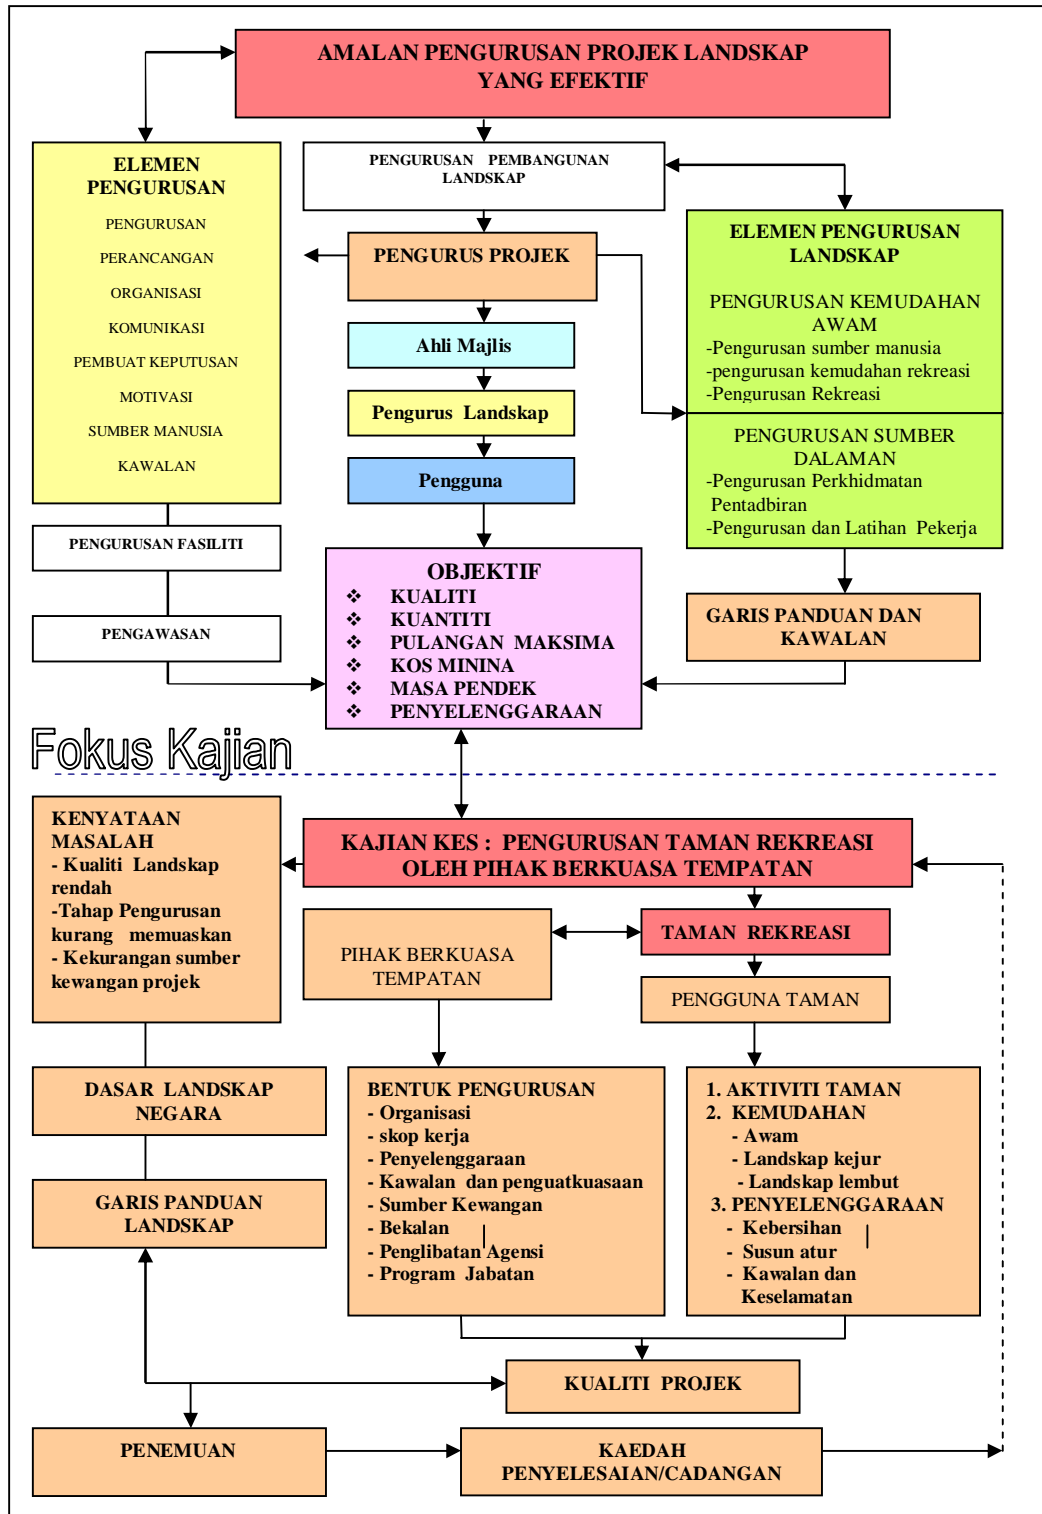 AMALAN PENGURUSAN PROJEK LANDSKAP
YANG EFEKTIF
ELEMEN
PENGURUSAN
PENGURUSAN
PERANCANGAN
ORGANISASI
KOMUNIKASI
PEMBUAT KEPUTUSAN
MOTIVASI
SUMBER MANUSIA
KAWALAN
PENGURUSAN FASILITI
PENGAWASAN
PENGURUSAN PEMBANGUNAN
LANDSKAP
PENGURUS PROJEK
Ahli Majlis
Pengurus Landskap
Pengguna
ELEMEN PENGURUSAN
LANDSKAP
PENGURUSAN KEMUDAHAN
AWAM
-Pengurusan sumber manusia
-pengurusan kemudahan rekreasi
-Pengurusan Rekreasi
PENGURUSAN SUMBER
DALAMAN
-Pengurusan Perkhidmatan
Pentadbiran
-Pengurusan dan Latihan Pekerja
GARIS PANDUAN DAN
KAWALAN
OBJEKTIF
❖ KUALITI
❖ KUANTITI
❖ PULANGAN MAKSIMA
❖ KOS MININA
❖ MASA PENDEK
❖ PENYELENGGARAAN
Fokus Kajian
KENYATAAN
MASALAH
- Kualiti Landskap
rendah
-Tahap Pengurusan
kurang memuaskan
- Kekurangan sumber
kewangan projek
DASAR LANDSKAP
NEGARA
GARIS PANDUAN
LANDSKAP
KAJIAN KES : PENGURUSAN TAMAN REKREASI
OLEH PIHAK BERKUASA TEMPATAN
PIHAK BERKUASA
TEMPATAN
TAMAN REKREASI
PENGGUNA TAMAN
BENTUK PENGURUSAN
- Organisasi
- skop kerja
- Penyelenggaraan
- Kawalan dan penguatkuasaan
- Sumber Kewangan
- Bekalan
- Penglibatan Agensi
- Program Jabatan
1. AKTIVITI TAMAN
2. KEMUDAHAN
- Awam
- Landskap kejur
- Landskap lembut
3. PENYELENGGARAAN
- Kebersihan
- Susun atur
- Kawalan dan
Keselamatan
KUALITI PROJEK
PENEMUAN
KAEDAH
PENYELESAIAN/CADANGAN